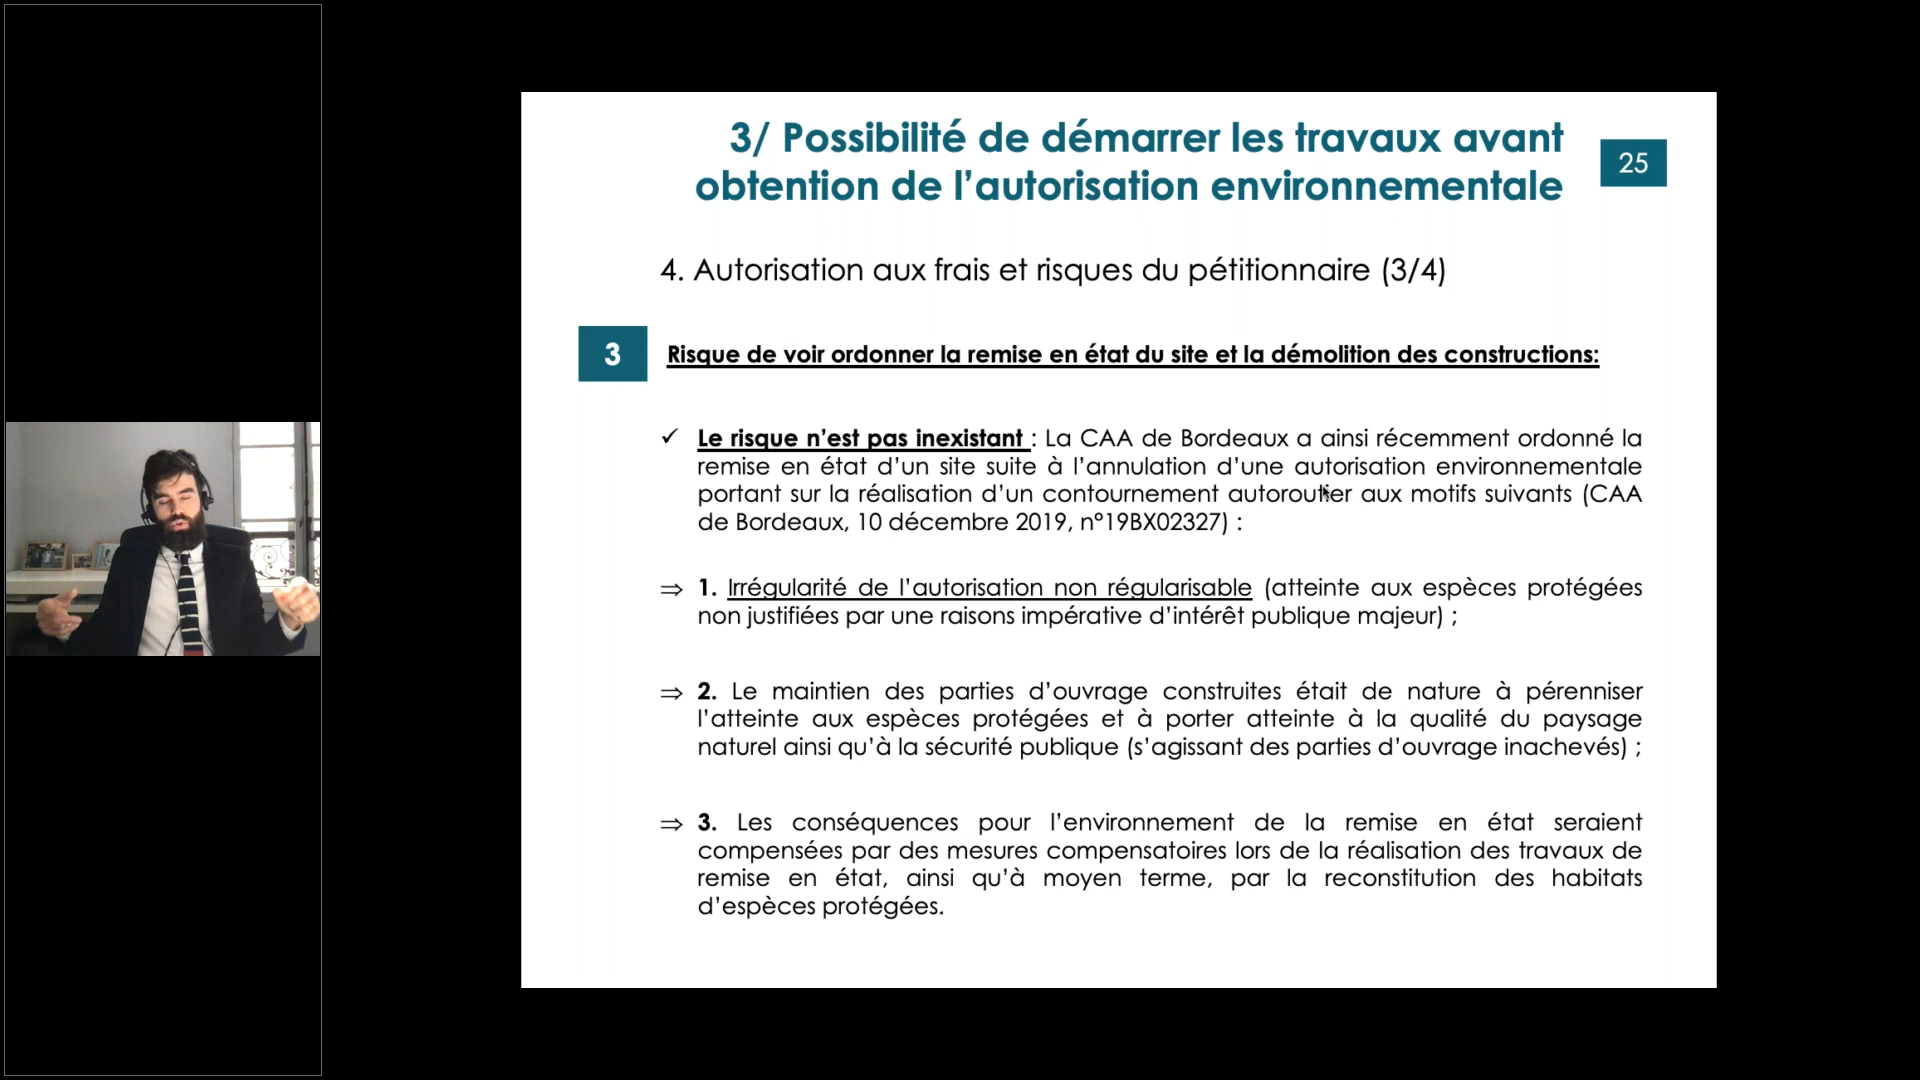 3/ Possibilité de démarrer les travaux avant
obtention de l’autorisation environnementale
25
4. Autorisation aux frais et risques du pétitionnaire (3/4)
3
Risque de voir ordonner la remise en état du site et la démolition des constructions:
✓ Le risque n’est pas inexistant : La CAA de Bordeaux a ainsi récemment ordonné la
remise en état d’un site suite à l’annulation d’une autorisation environnementale
portant sur la réalisation d’un contournement autoroutier aux motifs suivants (CAA
de Bordeaux, 10 décembre 2019, n°19BX02327) :
⇒ 1. Irrégularité de l’autorisation non régularisable (atteinte aux espèces protégées
non justifiées par une raisons impérative d’intérêt publique majeur) ;
⇒ 2. Le maintien des parties d’ouvrage construites était de nature à pérenniser
l’atteinte aux espèces protégées et à porter atteinte à la qualité du paysage
naturel ainsi qu’à la sécurité publique (s’agissant des parties d’ouvrage inachevés) ;
⇒ 3. Les conséquences pour l’environnement de la remise en état seraient
compensées par des mesures compensatoires lors de la réalisation des travaux de
remise en état, ainsi qu’à moyen terme, par la reconstitution des habitats
d’espèces protégées.